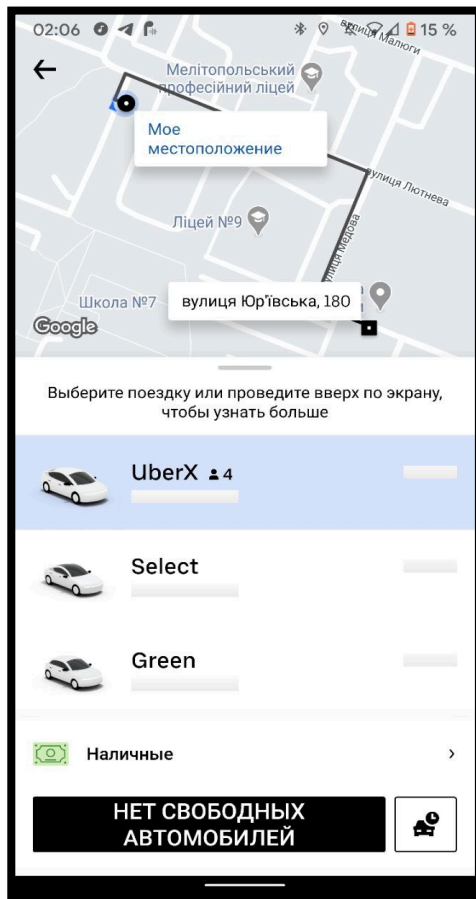 02:06
15 %
вулиця Малюги
Мелітопольський
професійний ліцей
Мое
местоположение
вулиця Лютнева
Ліцей №9
вулиця Медова
Школа №7
вулиця Юр'ївська, 180
Google
Выберите поездку или проведите вверх по экрану,
чтобы узнать больше
UberX 4
Select
Green
Наличные
НЕТ СВОБОДНЫХ
АВТОМОБИЛЕЙ